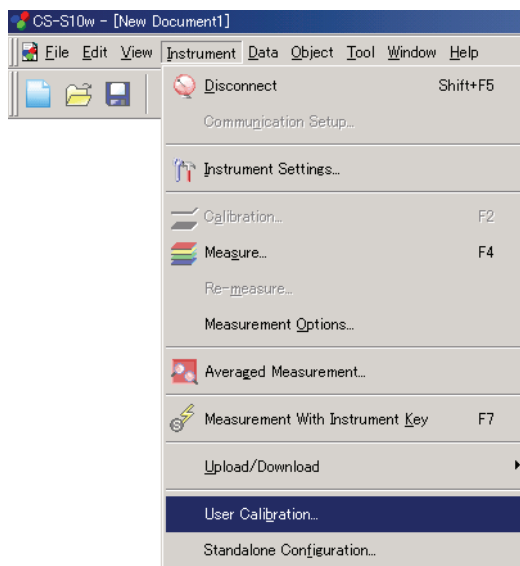 CS-S10w - [New Document1]
File Edit View Instrument Data Object Tool Window Help
Disconnect Shift+F5
Communication Setup...
Instrument Settings...
Calibration... F2
Measure... F4
Re-measure...
Measurement Options...
Averaged Measurement...
S Measurement With Instrument Key F7
Upload/Download
User Calibration...
Standalone Configuration...